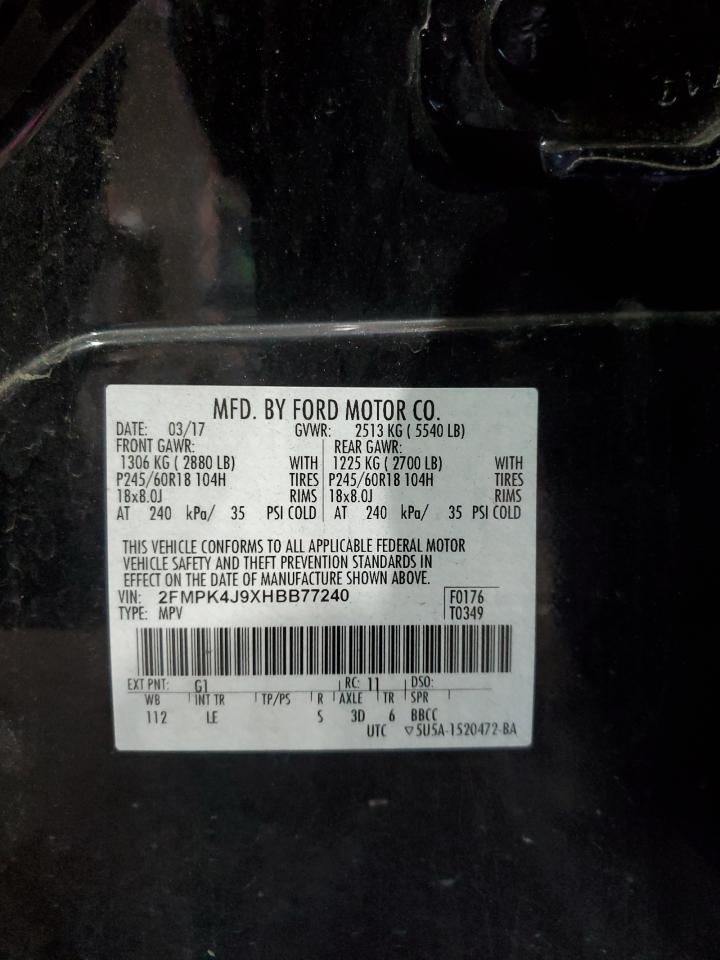 MFD. BY FORD MOTOR CO.
DATE: 03/17 GVWR: 2513 KG ( 5540 LB)
FRONT GAWR: REAR GAWR:
1306 KG ( 2880 LB) WITH 1225 KG ( 2700 LB) WITH
P245/60R18 104H TIRES P245/60R18 104H TIRES
18x8.0J RIMS 18x8.0J RIMS
AT 240 kPa/ 35 PSI COLD AT 240 kPa/ 35 PSI COLD
THIS VEHICLE CONFORMS TO ALL APPLICABLE FEDERAL MOTOR
VEHICLE SAFETY AND THEFT PREVENTION STANDARDS IN
EFFECT ON THE DATE OF MANUFACTURE SHOWN ABOVE.
VIN: 2FMPK4J9XHBB77240 F0176
TYPE: MPV T0349
EXT PNT: G1 RC: 11 DSO:
WB INT TR TP/PS R AXLE TR SPR
112 LE S 3D 6 BBCC
UTC ▽5U5A-1520472-BA